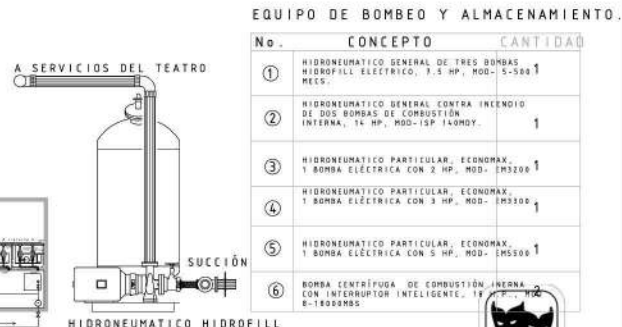 EQUIPO DE BOMBEO Y ALMACENAMIENTO.
No. CONCEPTO CANTIDAD
1 HIDRONEUMATICO GENERAL DE TRES BOMBAS
HIDROFILL ELECTRICO, 7.5 HP, MOD- S-500 1
MECS.
2 HIDRONEUMATICO GENERAL CONTRA INCENDIO
DE DOS BOMBAS DE COMBUSTIÓN
INTERNA, 14 HP, MOD-ISP 140MDY. 1
3 HIDRONEUMATICO PARTICULAR, ECONOMAX,
1 BOMBA ELÉCTRICA CON 2 HP, MOD- EM3200 1
4 HIDRONEUMATICO PARTICULAR, ECONOMAX,
1 BOMBA ELÉCTRICA CON 3 HP, MOD- EM3300 1
5 HIDRONEUMATICO PARTICULAR, ECONOMAX,
1 BOMBA ELÉCTRICA CON 5 HP, MOD- EM5500 1
6 BOMBA CENTRÍFUGA DE COMBUSTIÓN INERNA
CON INTERRUPTOR INTELIGENTE, 18 H.P., 2
B-18000MBS
A SERVICIOS DEL TEATRO
SUCCIÓN
HIDRONEUMATICO HIDROFILL